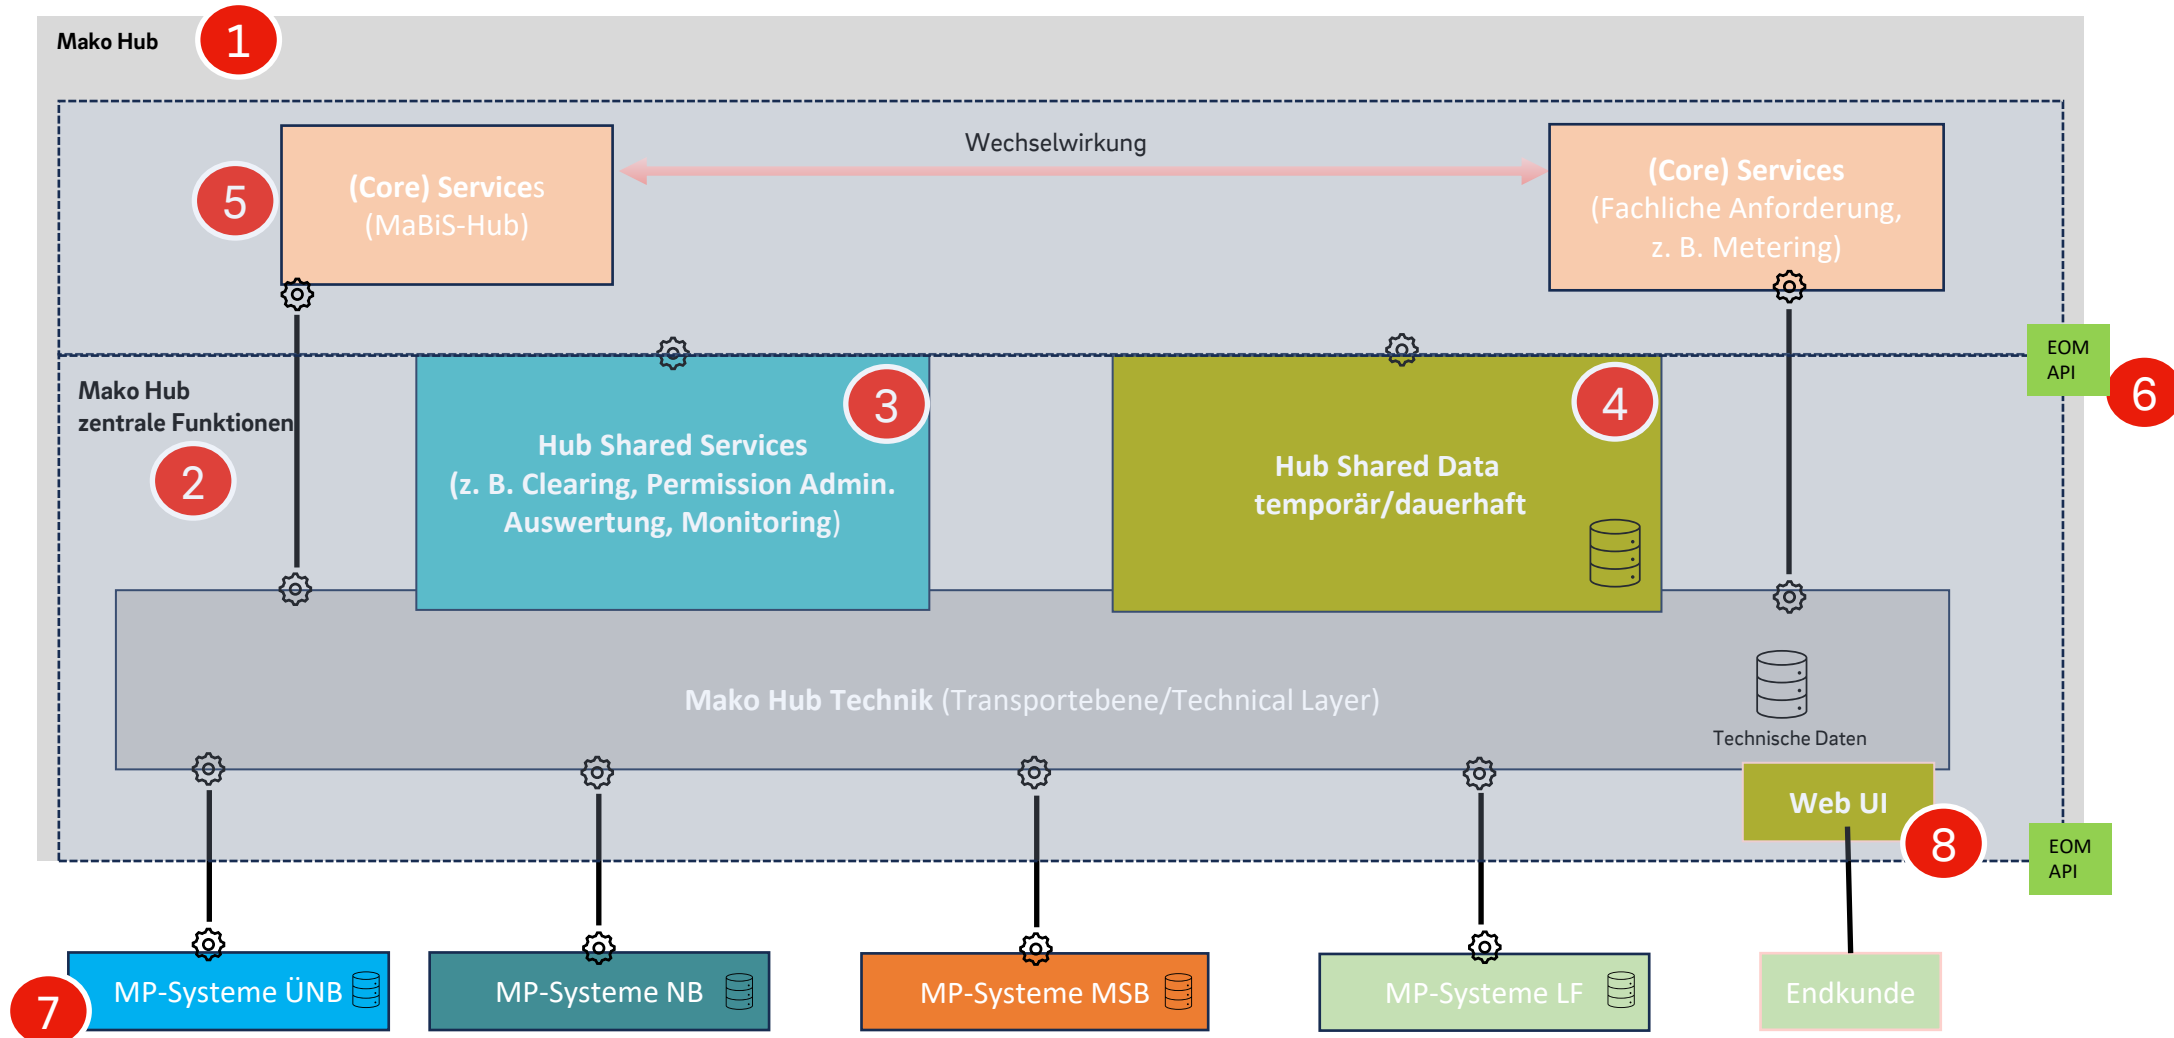 Mako Hub
1
Wechselwirkung
5
(Core) Services
(MaBiS-Hub)
(Core) Services
(Fachliche Anforderung,
z. B. Metering)
EOM
API
6
Mako Hub
zentrale Funktionen
2
3
Hub Shared Services
(z. B. Clearing, Permission Admin.
Auswertung, Monitoring)
4
Hub Shared Data
temporär/dauerhaft
Mako Hub Technik (Transportebene/Technical Layer)
Technische Daten
Web UI
8
EOM
API
7
MP-Systeme ÜNB
MP-Systeme NB
MP-Systeme MSB
MP-Systeme LF
Endkunde